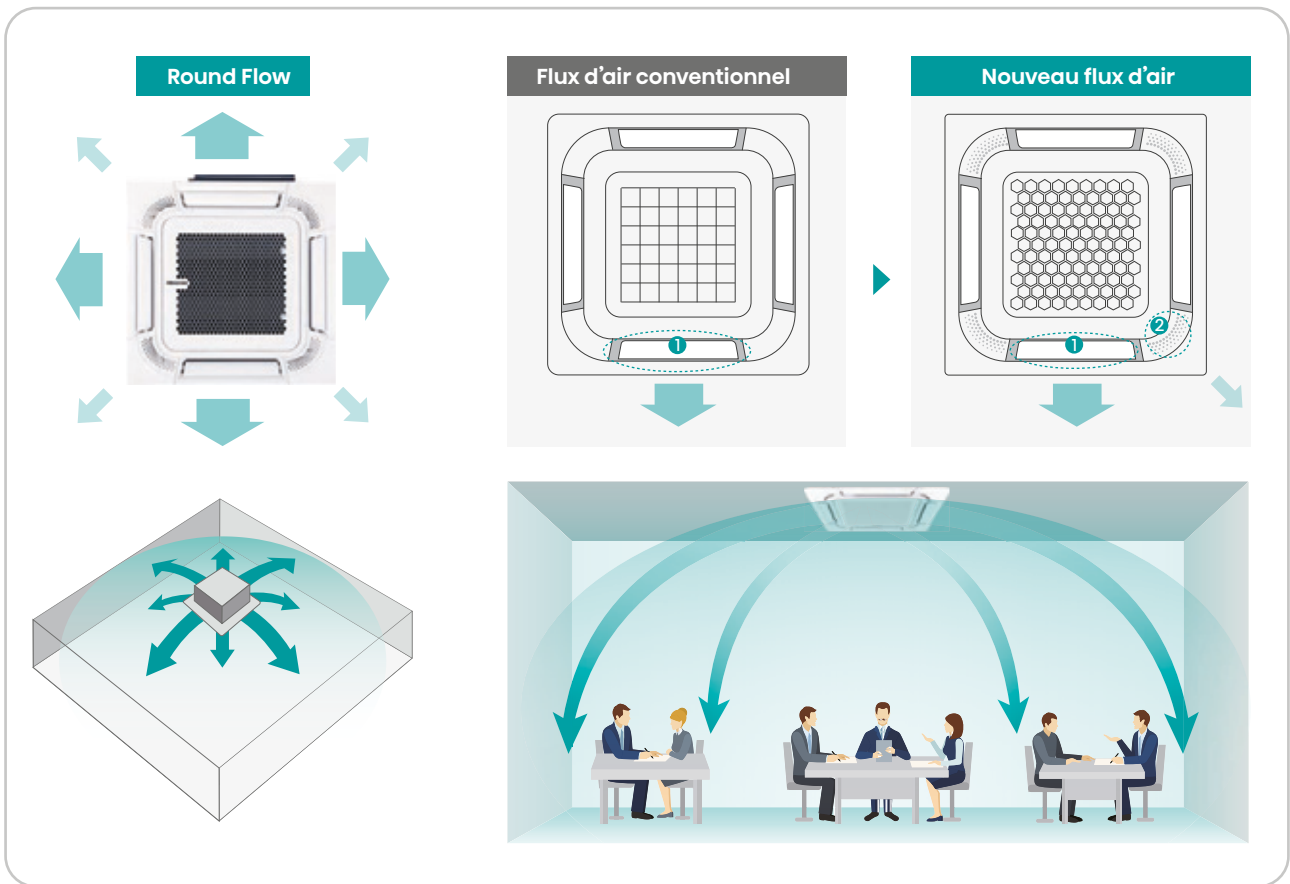 Round Flow
Flux d’air conventionnel
Nouveau flux d’air
1
1
2